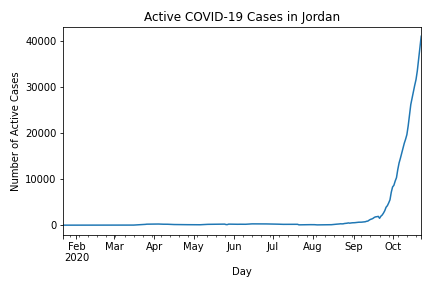 Active COVID-19 Cases in Jordan
40000
30000
20000
10000
0
Number of Active Cases
Feb Mar Apr May Jun Jul Aug Sep Oct
2020
Day